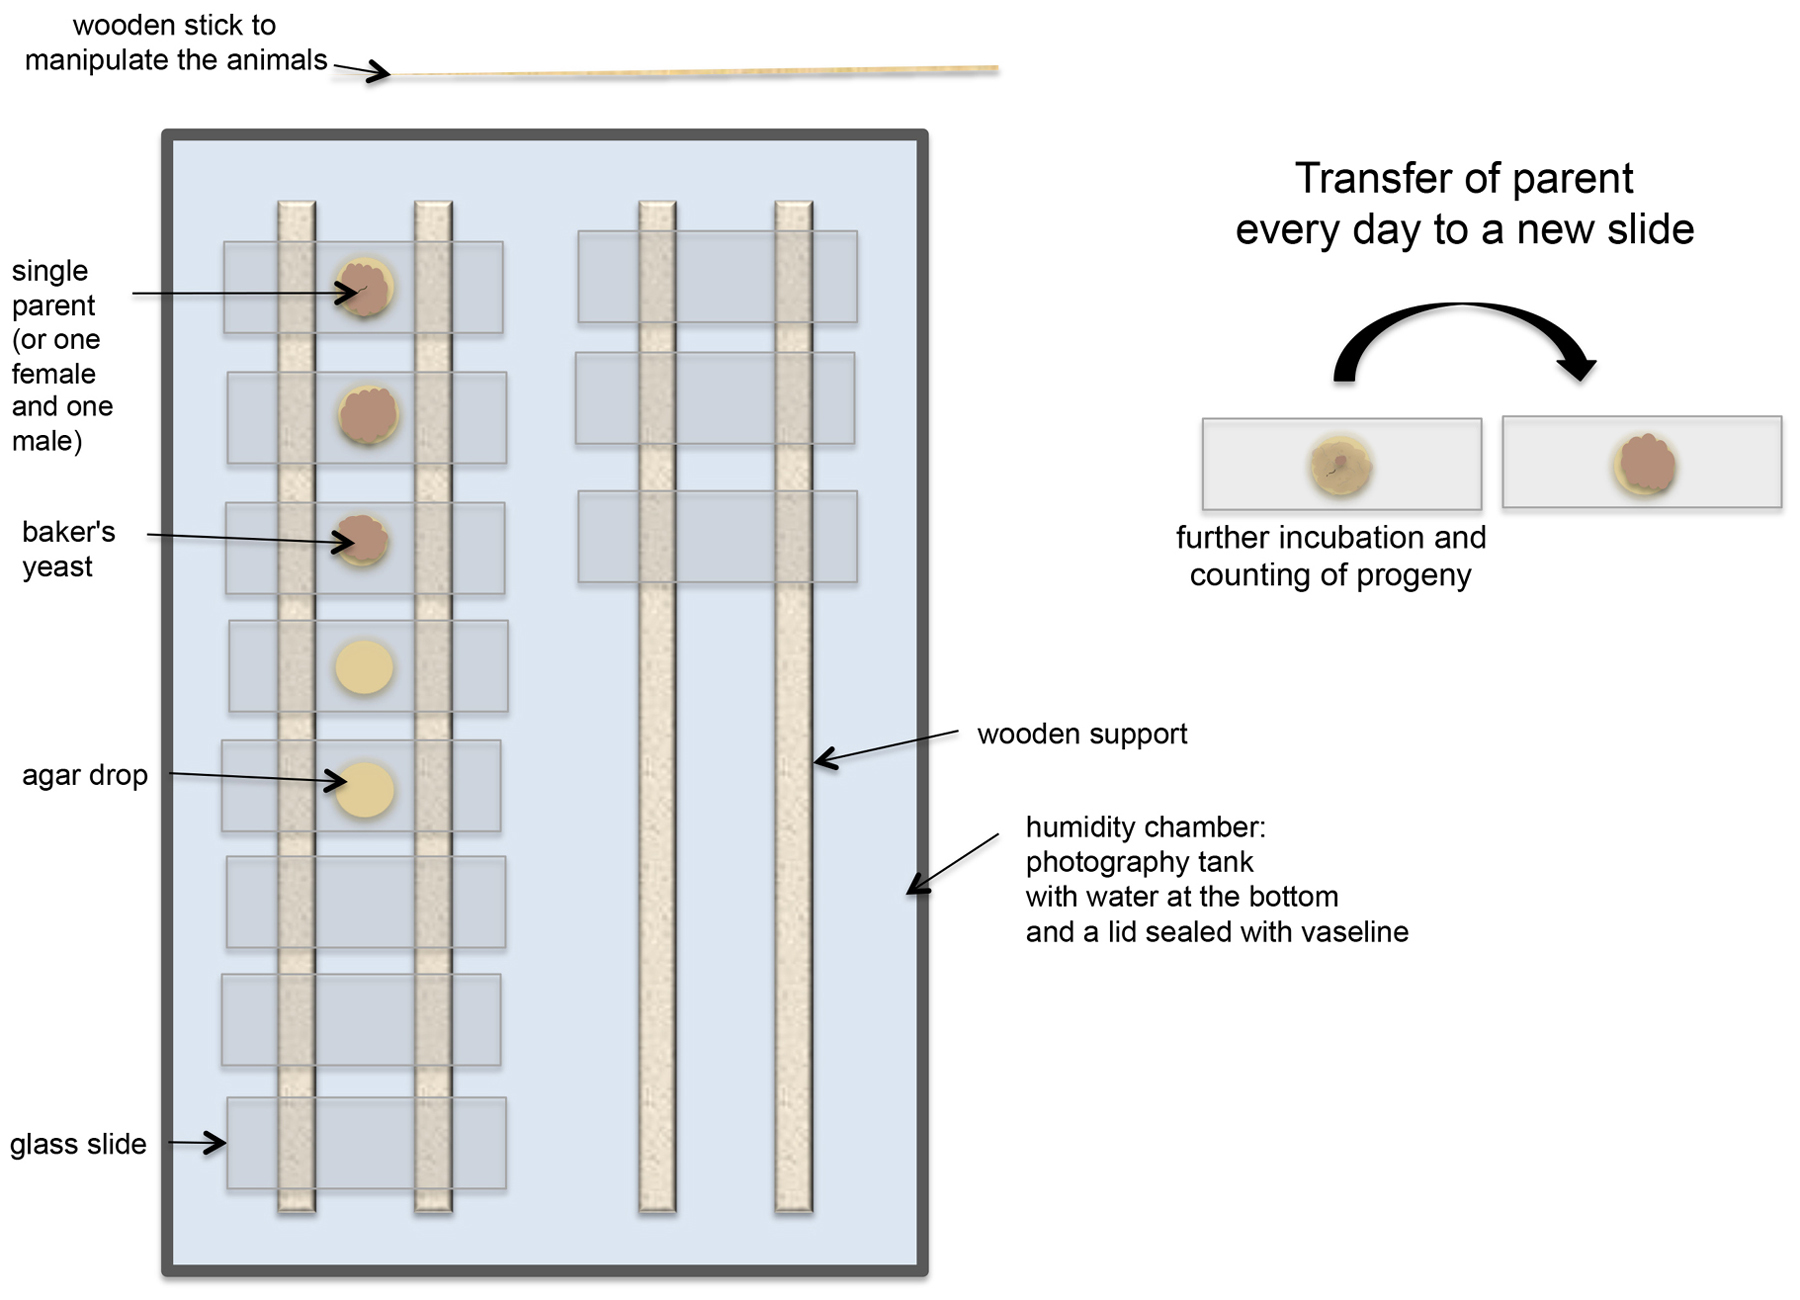 wooden stick to
manipulate the animals
Transfer of parent
every day to a new slide
single
parent
(or one
female
and one
male)
baker's
yeast
further incubation and
counting of progeny
agar drop
wooden support
humidity chamber:
photography tank
with water at the bottom
and a lid sealed with vaseline
glass slide